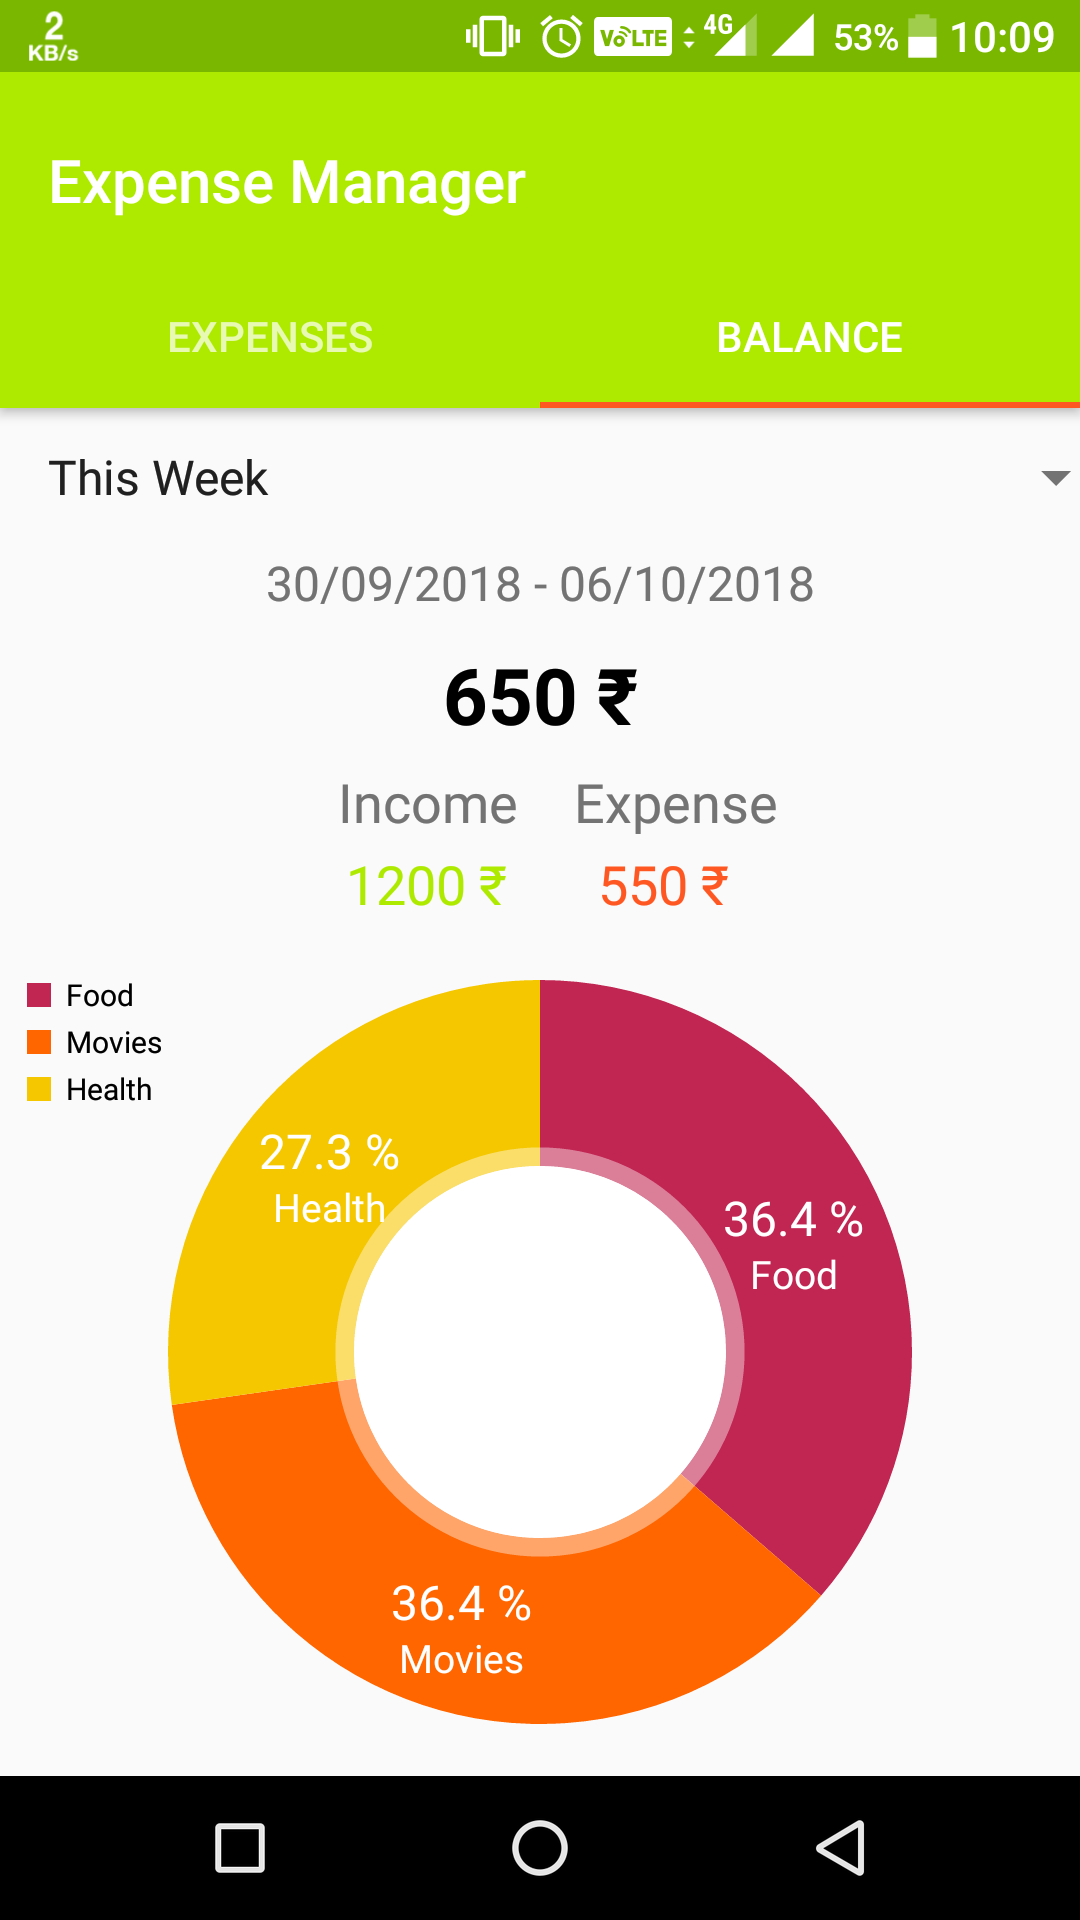 2
KB/s
VoLTE
4G
53%
10:09
Expense Manager
EXPENSES
BALANCE
This Week
30/09/2018 - 06/10/2018
650 ₹
Income Expense
1200 ₹ 550 ₹
Food
Movies
Health
27.3 %
Health
36.4 %
Food
36.4 %
Movies